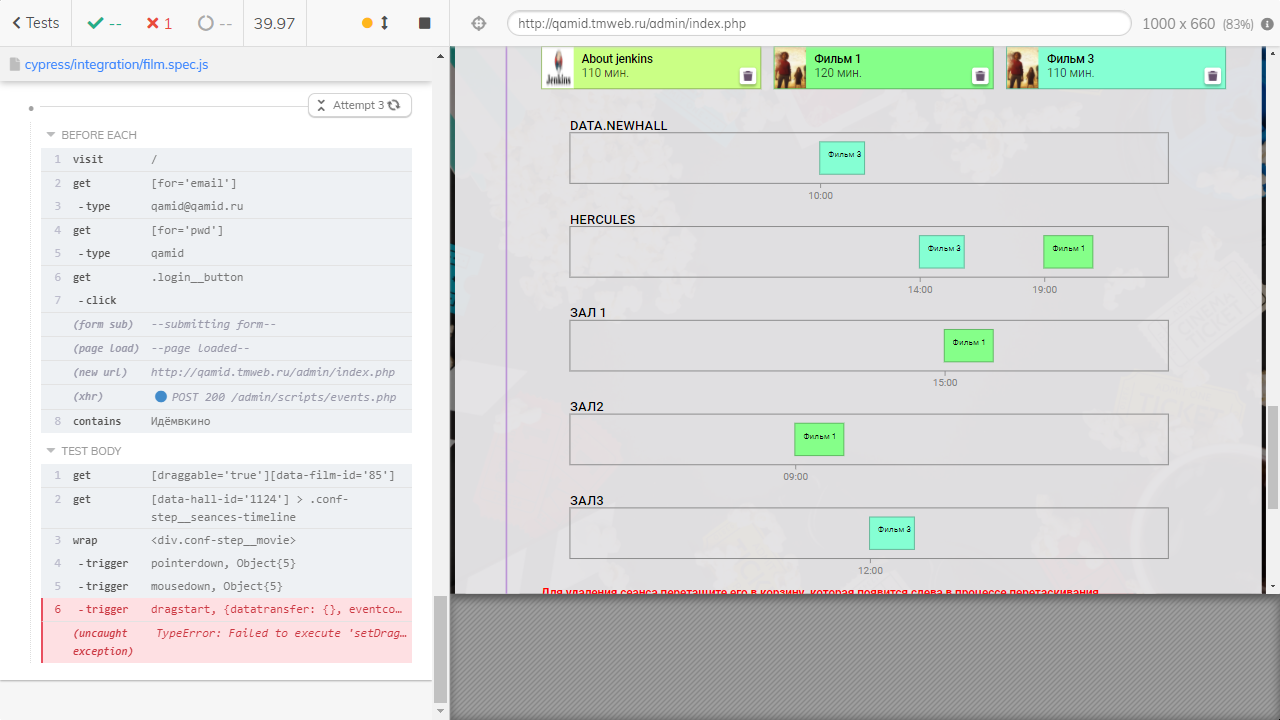 Tests
--
1
--
39.97
http://qamid.tmweb.ru/admin/index.php
1000 x 660 (83%)
cypress/integration/film.spec.js
Attempt 3
BEFORE EACH
1 visit /
2 get [for='email']
3 -type qamid@qamid.ru
4 get [for='pwd']
5 -type qamid
6 get .login__button
7 -click
(form sub) --submitting form--
(page load) --page loaded--
(new url) http://qamid.tmweb.ru/admin/index.php
(xhr) POST 200 /admin/scripts/events.php
8 contains Идёмвкино
TEST BODY
1 get [draggable='true'][data-film-id='85']
2 get [data-hall-id='1124'] > .conf-
step__seances-timeline
3 wrap <div.conf-step__movie>
4 -trigger pointerdown, Object{5}
5 -trigger mousedown, Object{5}
6 -trigger dragstart, {datatransfer: {}, eventco…
(uncaught TypeError: Failed to execute 'setDrag…
exception)
Jenkins
About jenkins
110 мин.
Фильм 1
120 мин.
Фильм 3
110 мин.
DATA.NEWHALL
Фильм 3
10:00
HERCULES
Фильм 3
Фильм 1
14:00
19:00
ЗАЛ 1
Фильм 1
15:00
ЗАЛ2
Фильм 1
09:00
ЗАЛ3
Фильм 3
12:00
Для удаления сеанса перетащите его в корзину, которая появится слева в процессе перетаскивания